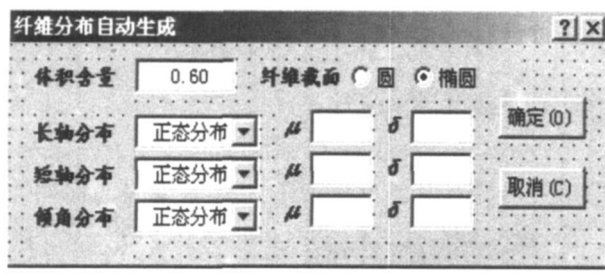 纤维分布自动生成 ? ×
体积含量 0.60 纤维截面 圆 椭圆
长轴分布 正态分布 μ δ 确定(O)
短轴分布 正态分布 μ δ 取消(C)
倾角分布 正态分布 μ δ